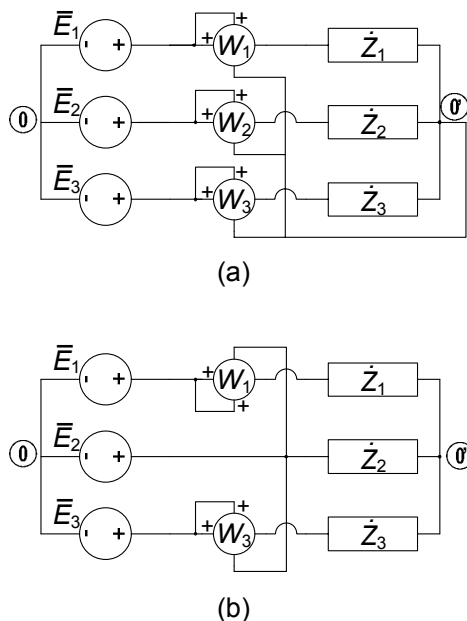 Ē₁ - + + + W₁ Ż₁
0 Ē₂ - + + + W₂ Ż₂ 0'
Ē₃ - + + + W₃ Ż₃
(a)
Ē₁ - + + W₁ + Ż₁
0 Ē₂ - + Ż₂ 0'
Ē₃ - + + + W₃ Ż₃
(b)